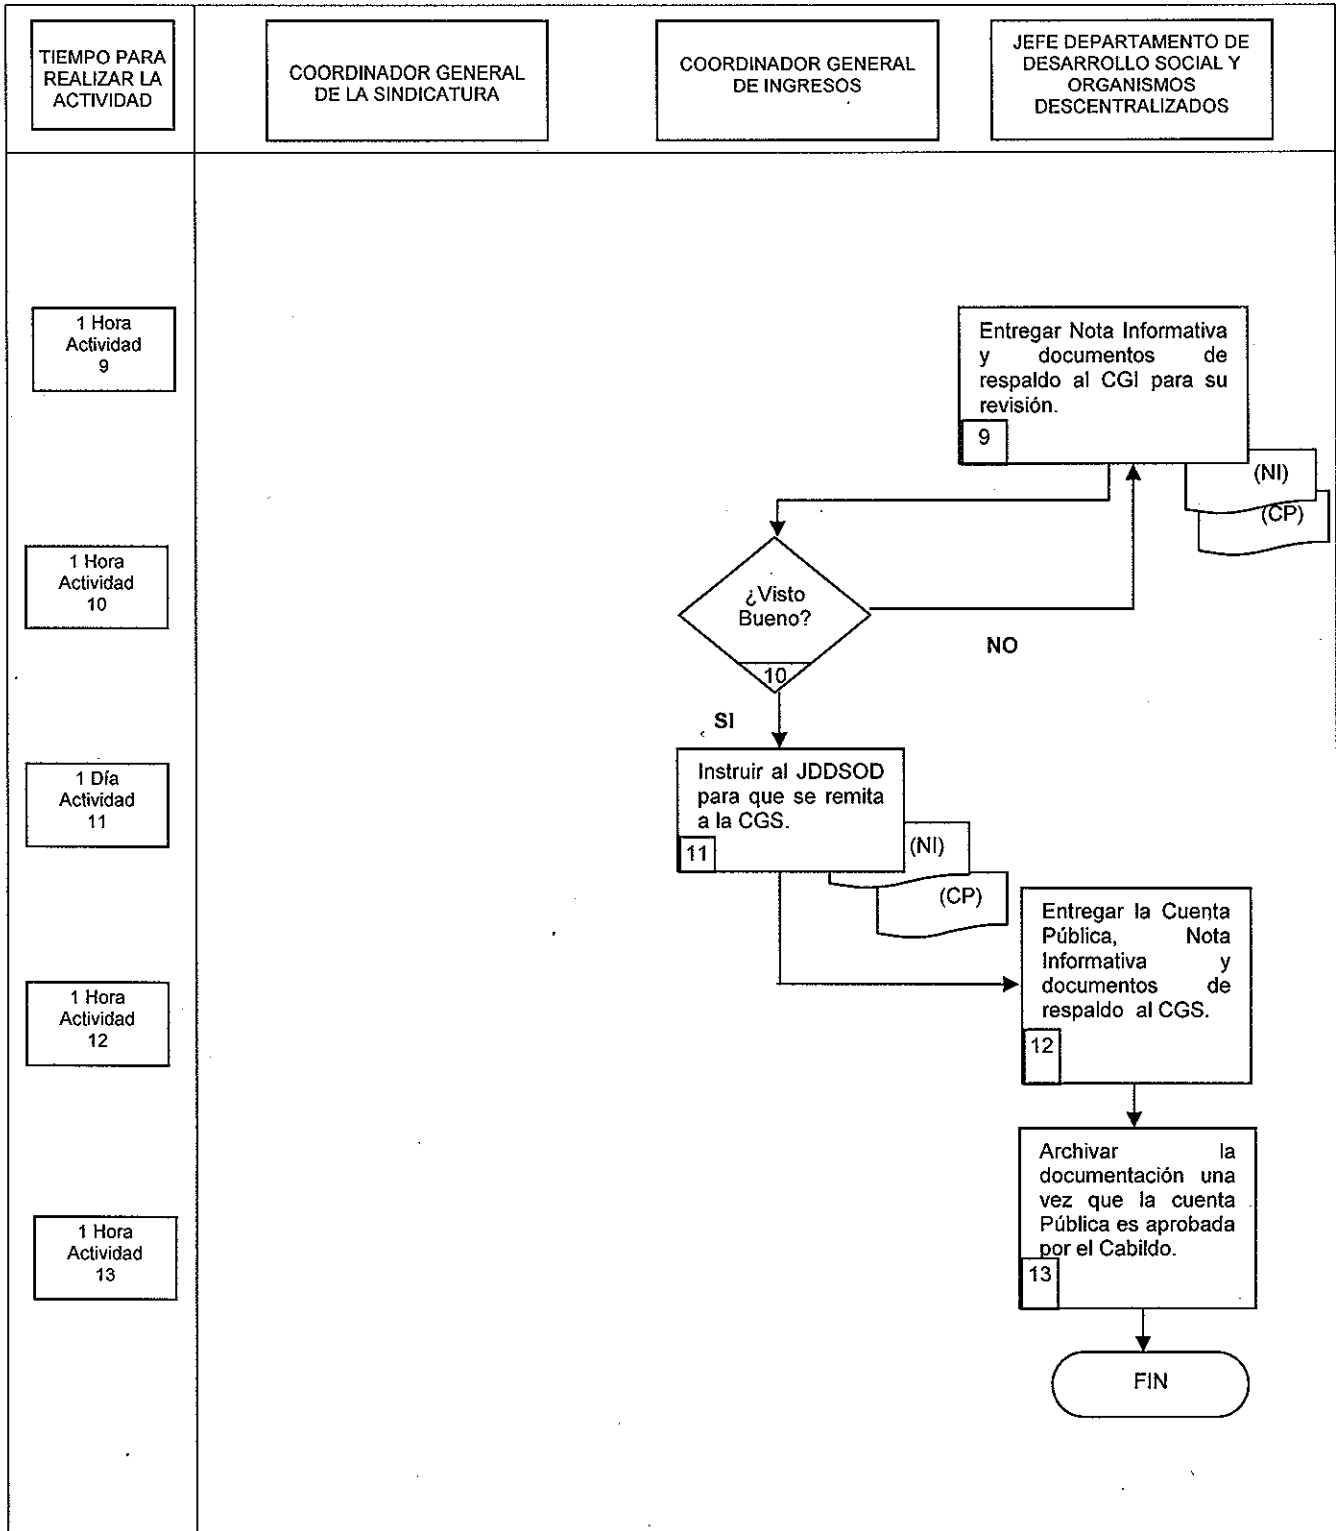 TIEMPO PARA
REALIZAR LA
ACTIVIDAD
COORDINADOR GENERAL
DE LA SINDICATURA
COORDINADOR GENERAL
DE INGRESOS
JEFE DEPARTAMENTO DE
DESARROLLO SOCIAL Y
ORGANISMOS
DESCENTRALIZADOS
1 Hora
Actividad
9
Entregar Nota Informativa
y documentos de
respaldo al CGI para su
revisión.
9
(NI)
(CP)
1 Hora
Actividad
10
¿Visto
Bueno?
10
NO
SI
1 Día
Actividad
11
Instruir al JDDSOD
para que se remita
a la CGS.
11
(NI)
(CP)
1 Hora
Actividad
12
Entregar la Cuenta
Pública, Nota
Informativa y
documentos de
respaldo al CGS.
12
1 Hora
Actividad
13
Archivar la
documentación una
vez que la cuenta
Pública es aprobada
por el Cabildo.
13
FIN